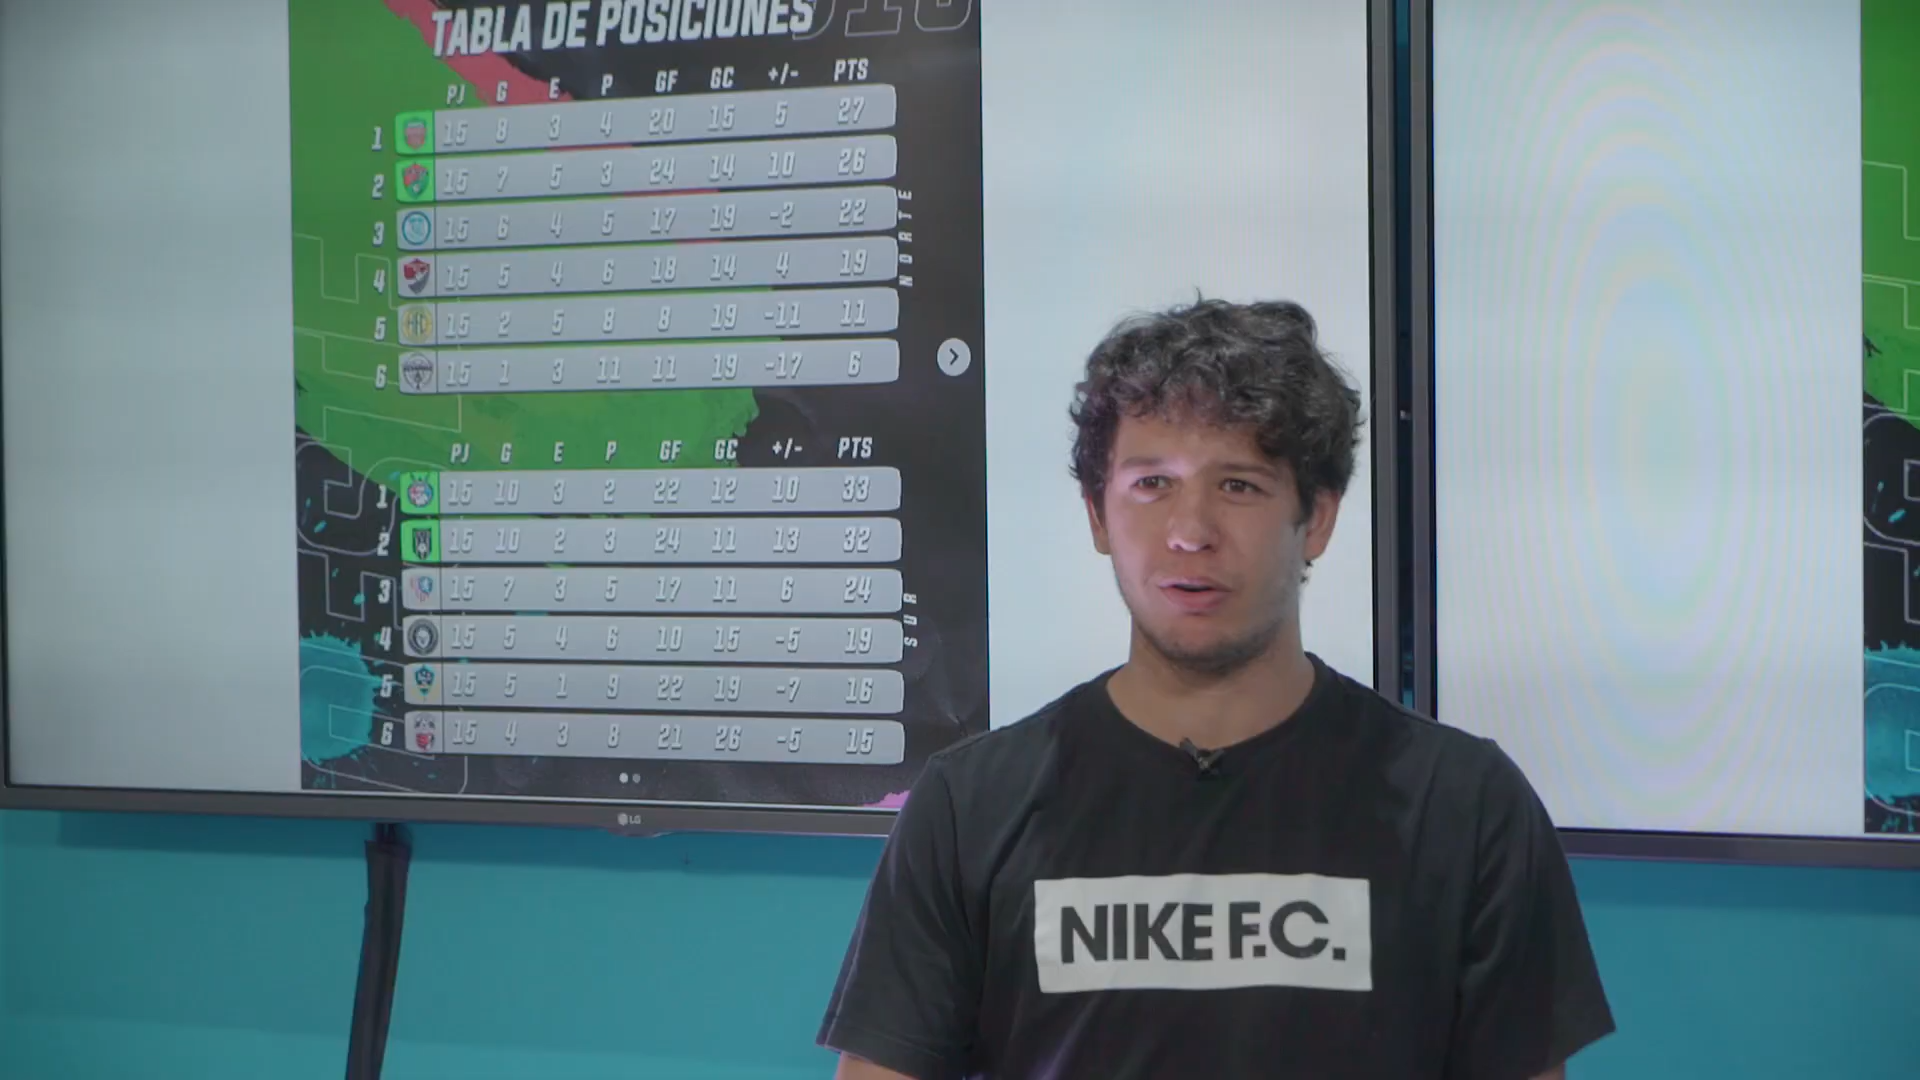 TABLA DE POSICIONES
PJ G E P GF GC +/- PTS
1 15 8 3 4 20 15 5 27
2 15 7 5 3 24 14 10 26
3 15 6 4 5 17 19 -2 22
4 15 5 4 6 18 14 4 19
5 15 2 5 8 8 19 -11 11
6 15 1 3 11 11 19 -17 6
NORTE
PJ G E P GF GC +/- PTS
1 15 10 3 2 22 12 10 33
2 15 10 2 3 24 11 13 32
3 15 7 3 5 17 11 6 24
4 15 5 4 6 10 15 -5 19
5 15 5 1 9 22 19 -7 16
6 15 4 3 8 21 26 -5 15
SUR
LG
NIKE F.C.